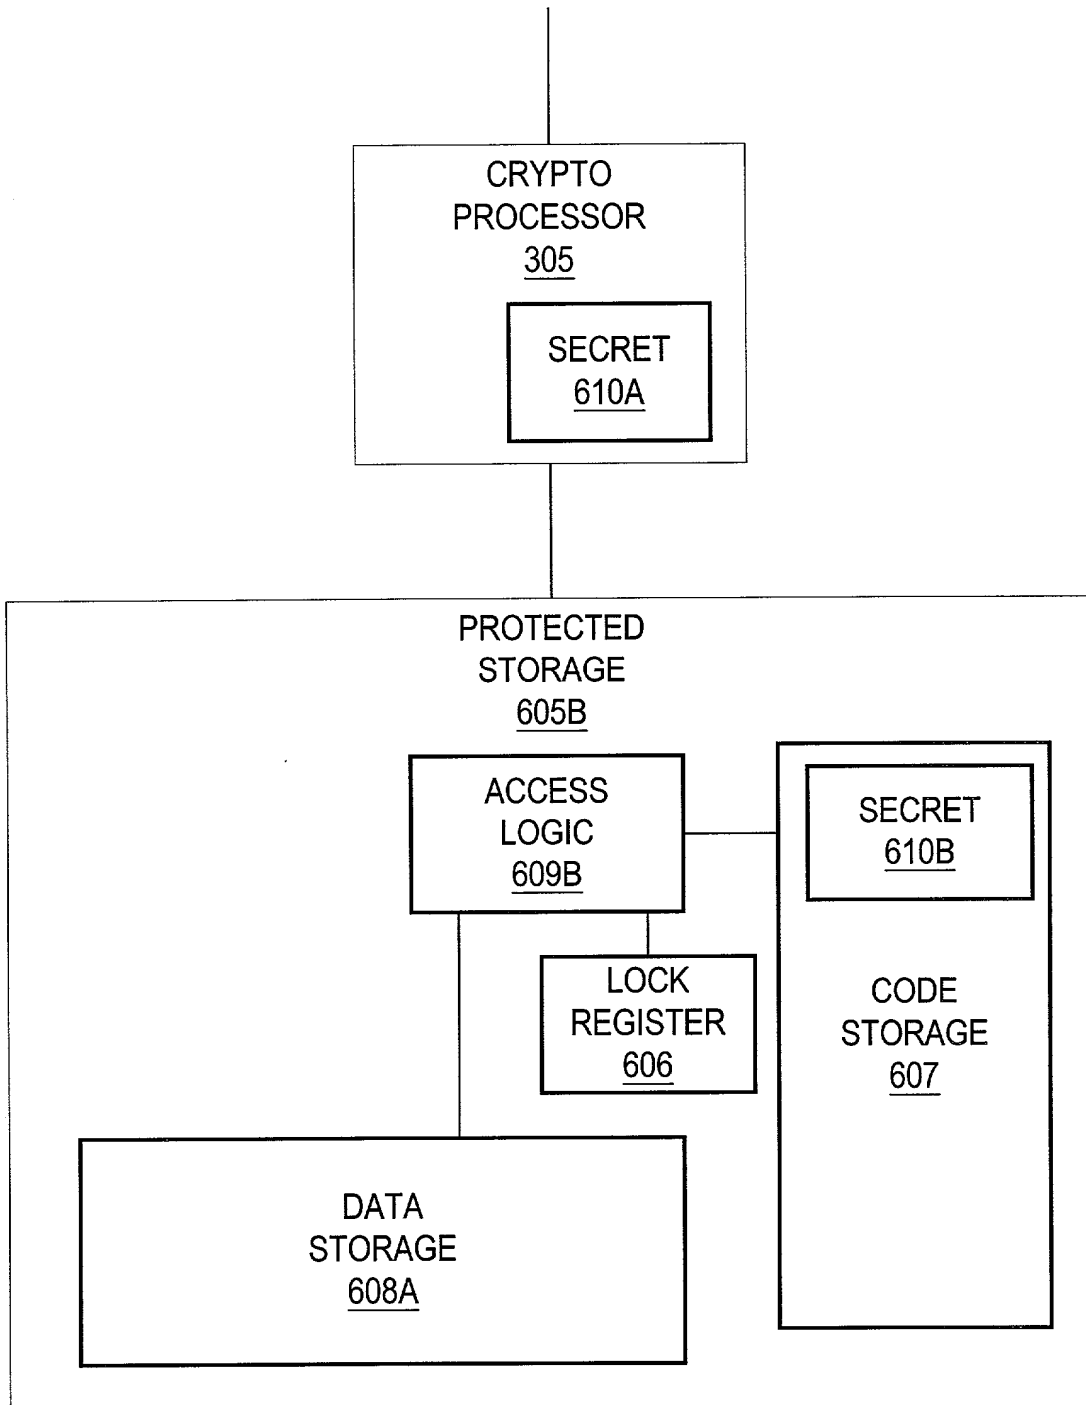 CRYPTO
PROCESSOR
305
SECRET
610A
PROTECTED
STORAGE
605B
ACCESS
LOGIC
609B
SECRET
610B
LOCK
REGISTER
606
CODE
STORAGE
607
DATA
STORAGE
608A